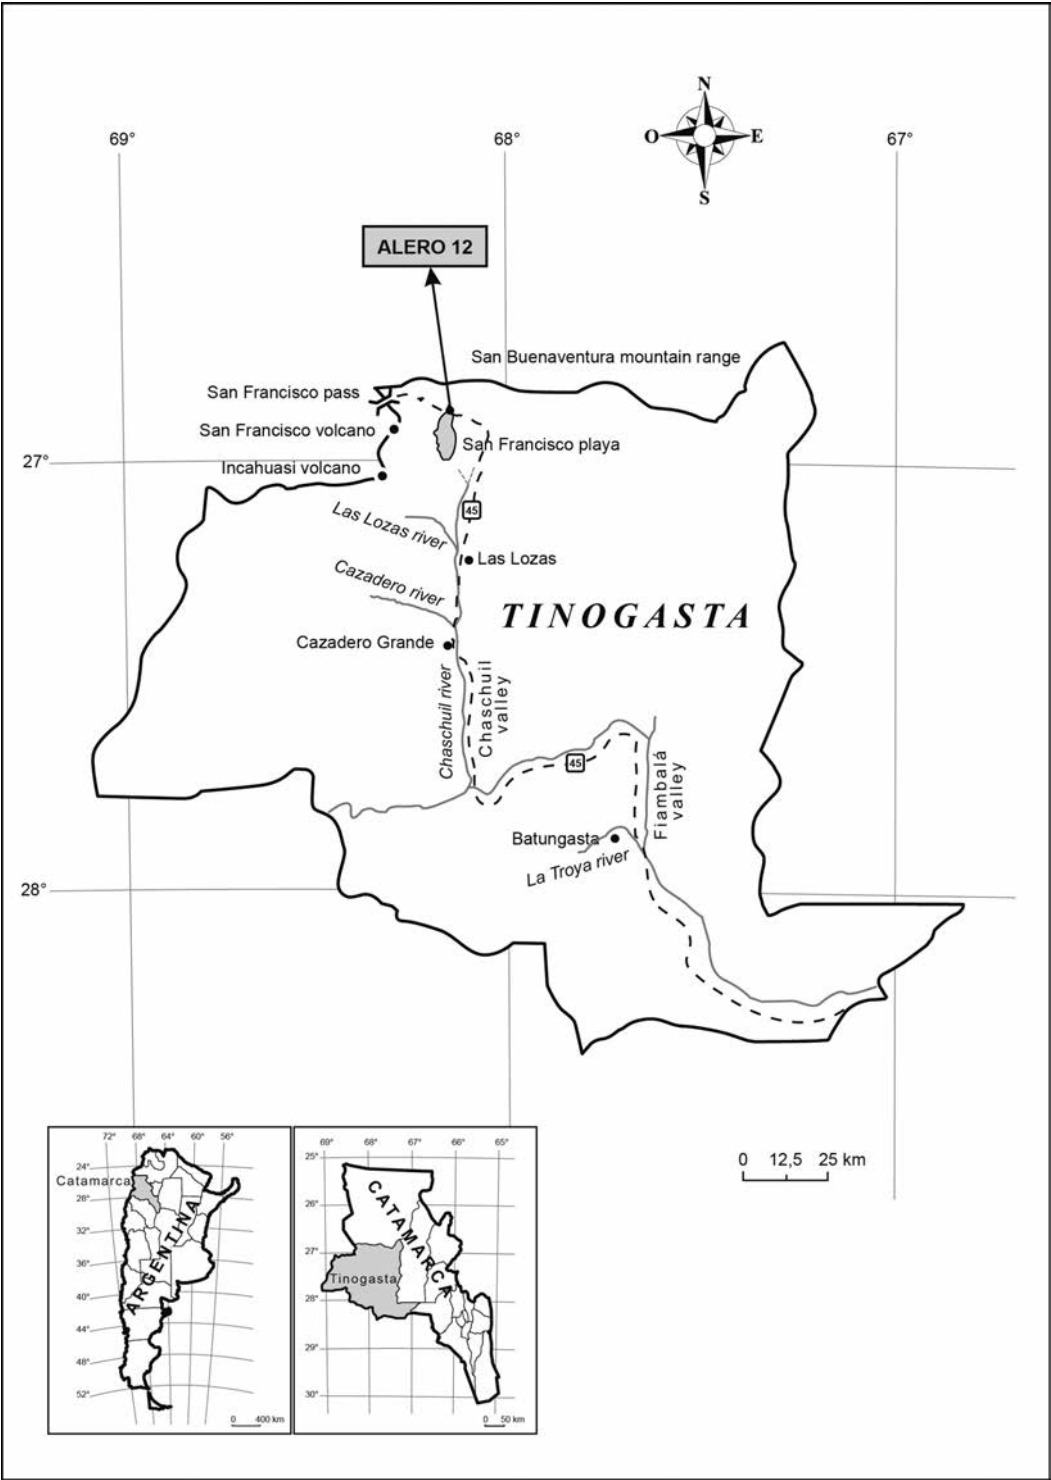 N
O
E
S
69°
68°
67°
ALERO 12
San Buenaventura mountain range
San Francisco pass
San Francisco volcano
San Francisco playa
27°
Incahuasi volcano
45
Las Lozas river
Las Lozas
Cazadero river
TINOGASTA
Cazadero Grande
Chaschuil river
Chaschuil
valley
45
Fiambalá
valley
Batungasta
La Troya river
28°
0 12,5 25 km
72° 68° 64° 60° 56°
24°
Catamarca
28°
32°
36°
40°
44°
48°
52°
ARGENTINA
0 400 km
69° 68° 67° 66° 65°
25°
26°
27°
28°
29°
30°
CATAMARCA
Tinogasta
0 50 km